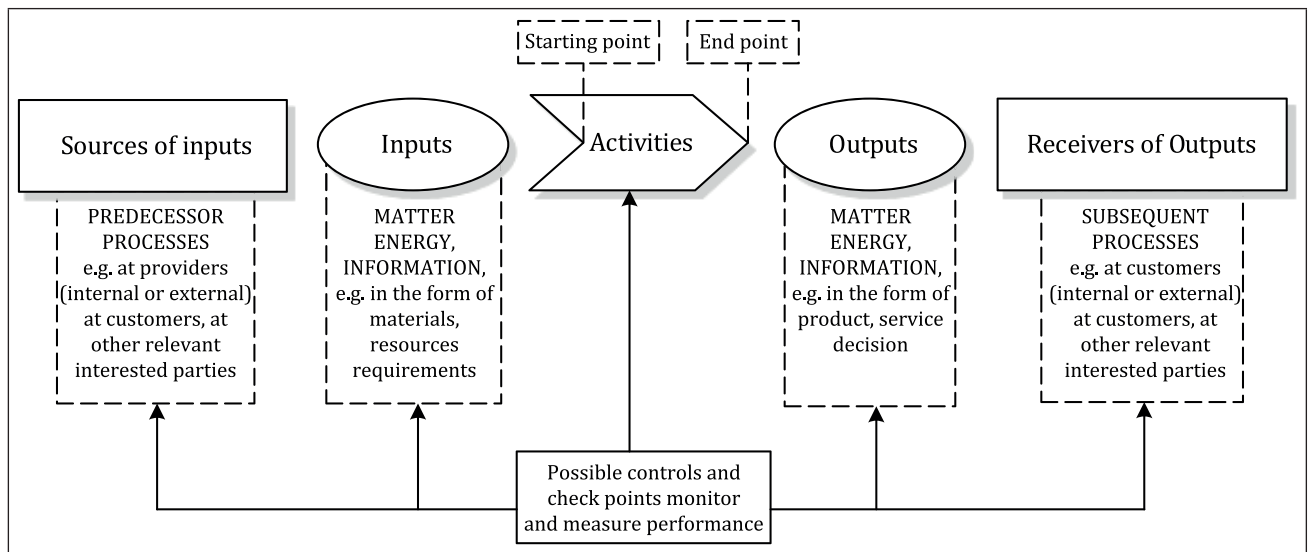 Starting point
End point
Sources of inputs
Inputs
Activities
Outputs
Receivers of Outputs
PREDECESSOR
PROCESSES
e.g. at providers
(internal or external)
at customers, at
other relevant
interested parties
MATTER
ENERGY,
INFORMATION,
e.g. in the form of
materials,
resources
requirements
MATTER
ENERGY,
INFORMATION,
e.g. in the form of
product, service
decision
SUBSEQUENT
PROCESSES
e.g. at customers
(internal or external)
at customers, at
other relevant
interested parties
Possible controls and
check points monitor
and measure performance